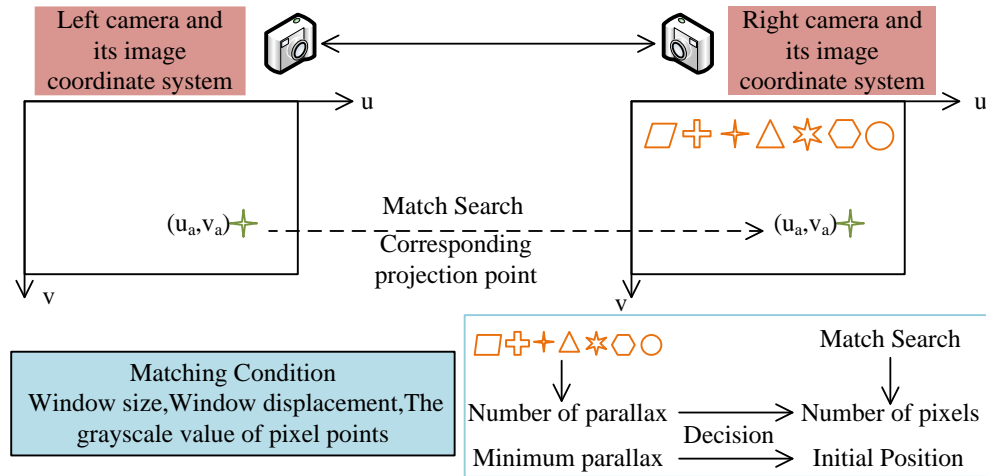 Left camera and
its image
coordinate system
Right camera and
its image
coordinate system
u
u
(uₐ,vₐ)
Match Search
Corresponding
projection point
(uₐ,vₐ)
v
v
Matching Condition
Window size,Window displacement,The
grayscale value of pixel points
Match Search
Number of parallax
Decision
Number of pixels
Minimum parallax
Initial Position